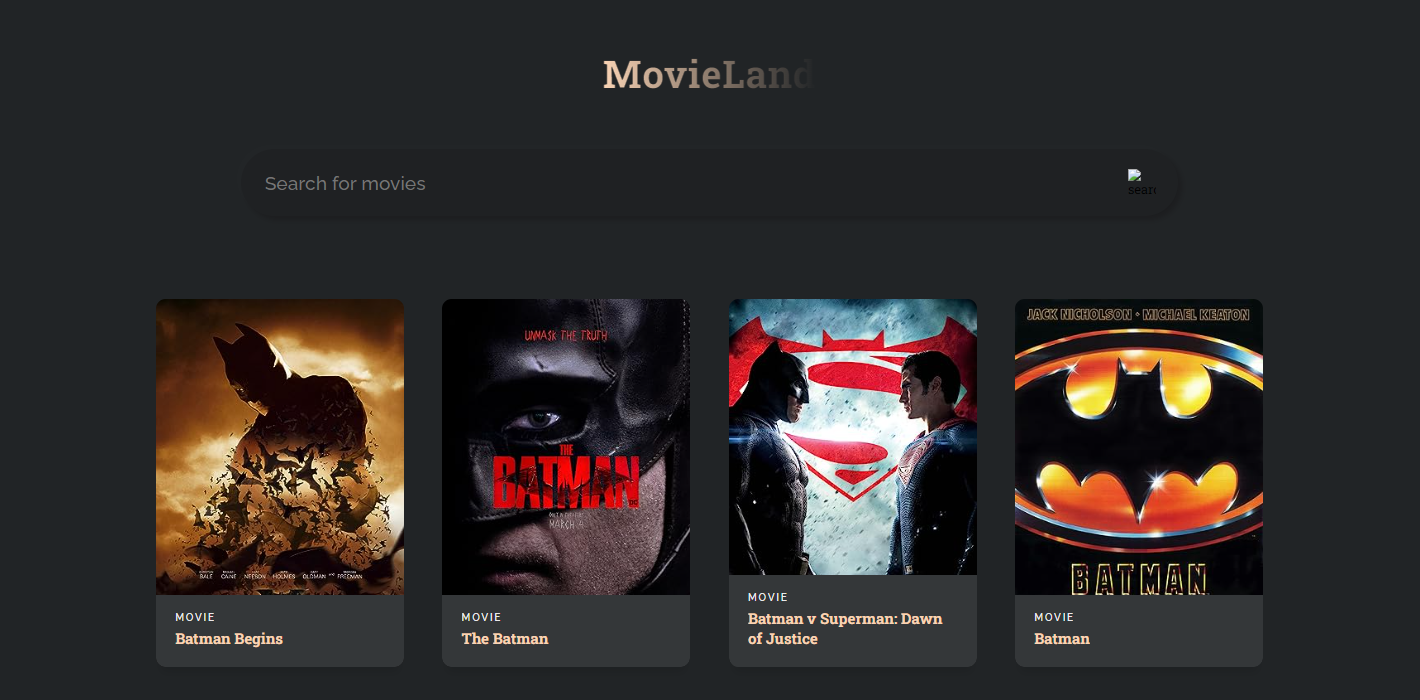 MovieLand
Search for movies
sear
UNMASK THE TRUTH
THE
BATMAN
MARCH 4
JACK NICHOLSON • MICHAEL KEATON
BATMAN
BALE CAINE NEESON HOLMES OLDMAN FREEMAN
MOVIE
Batman Begins
MOVIE
The Batman
MOVIE
Batman v Superman: Dawn
of Justice
MOVIE
Batman